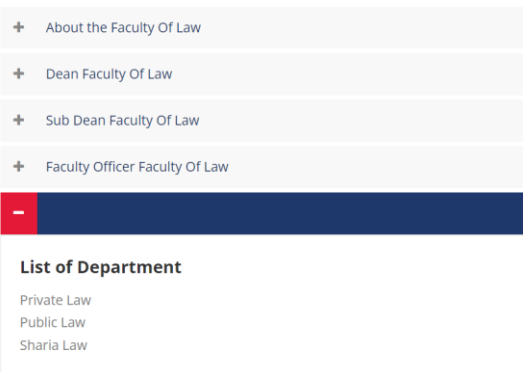 About the Faculty Of Law
Dean Faculty Of Law
Sub Dean Faculty Of Law
Faculty Officer Faculty Of Law
List of Department
Private Law
Public Law
Sharia Law